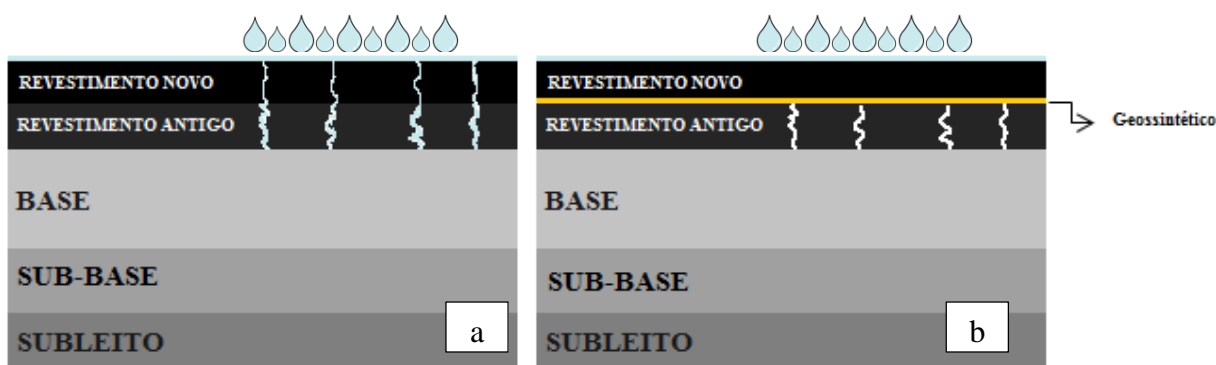 REVESTIMENTO NOVO
REVESTIMENTO ANTIGO
BASE
SUB-BASE
SUBLEITO
a
REVESTIMENTO NOVO
REVESTIMENTO ANTIGO
BASE
SUB-BASE
SUBLEITO
b
Geossintético